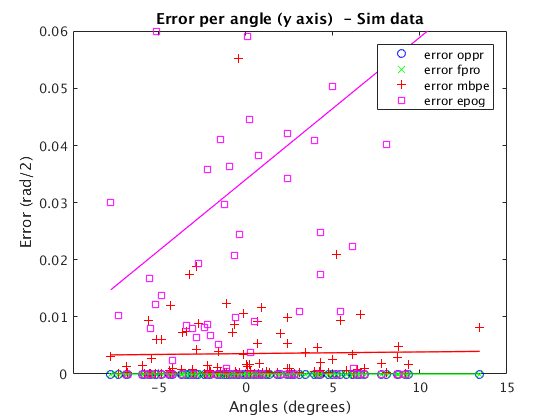 Error per angle (y axis) - Sim data
error oppr
error fpro
error mbpe
error epog
Error (rad/2)
0.06
0.05
0.04
0.03
0.02
0.01
0
-5
0
5
10
15
Angles (degrees)